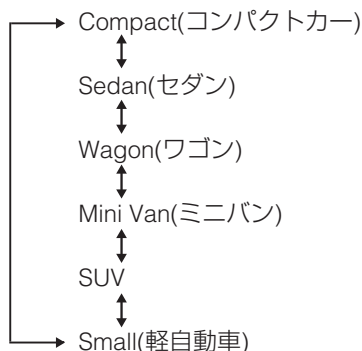 Compact(コンパクトカー)
Sedan(セダン)
Wagon(ワゴン)
Mini Van(ミニバン)
SUV
Small(軽自動車)